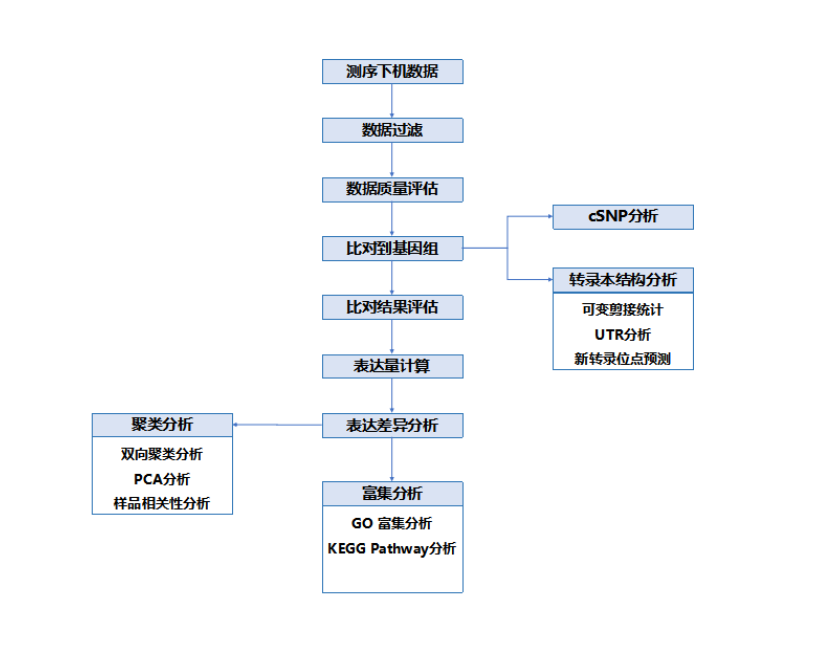 测序下机数据
数据过滤
数据质量评估
比对到基因组
cSNP分析
转录本结构分析
可变剪接统计
UTR分析
新转录位点预测
比对结果评估
表达量计算
表达差异分析
聚类分析
双向聚类分析
PCA分析
样品相关性分析
富集分析
GO 富集分析
KEGG Pathway分析